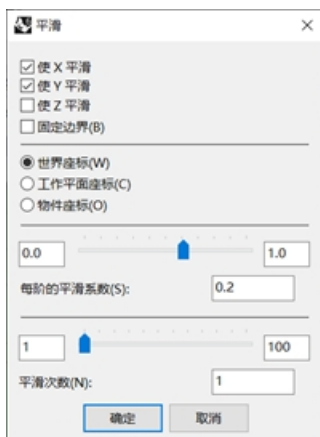 平滑
使 X 平滑
使 Y 平滑
使 Z 平滑
固定边界(B)
世界座标(W)
工作平面座标(C)
物件座标(O)
0.0 1.0
每阶的平滑系数(S): 0.2
1 100
平滑次数(N): 1
确定 取消